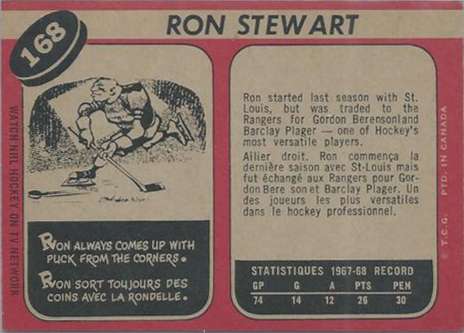 168
RON STEWART
WATCH NHL HOCKEY ON TV NETWORK
RON ALWAYS COMES UP WITH
PUCK FROM THE CORNERS.
RON SORT TOUJOURS DES
COINS AVEC LA RONDELLE.
Ron started last season with St.
Louis, but was traded to the
Rangers for Gordon Berensonland
Barclay Plager — one of Hockey's
most versatile players.
Ailier droit. Ron commença la
dernière saison avec St-Louis mais
fut échangé aux Rangers pour Gor-
don Bere son et Barclay Plager. Un
des joueurs les plus versatiles
dans le hockey professionnel.
STATISTIQUES 1967-68 RECORD
GP G A PTS PEN
74 14 12 26 30
© T.C.G. PTD. IN CANADA